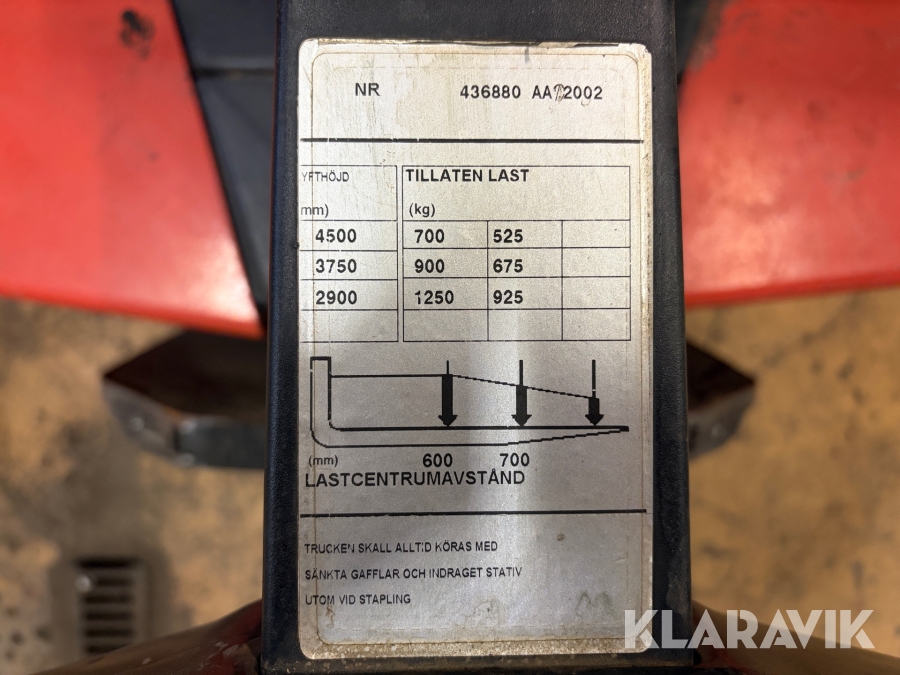 NR 436880 AA 2002
YFTHÖJD TILLATEN LAST
mm) (kg)
4500 700 525
3750 900 675
2900 1250 925
(mm) 600 700
LASTCENTRUMAVSTÅND
TRUCKEN SKALL ALLTID KÖRAS MED
SÄNKTA GAFFLAR OCH INDRAGET STATIV
UTOM VID STAPLING
KLARAVIK